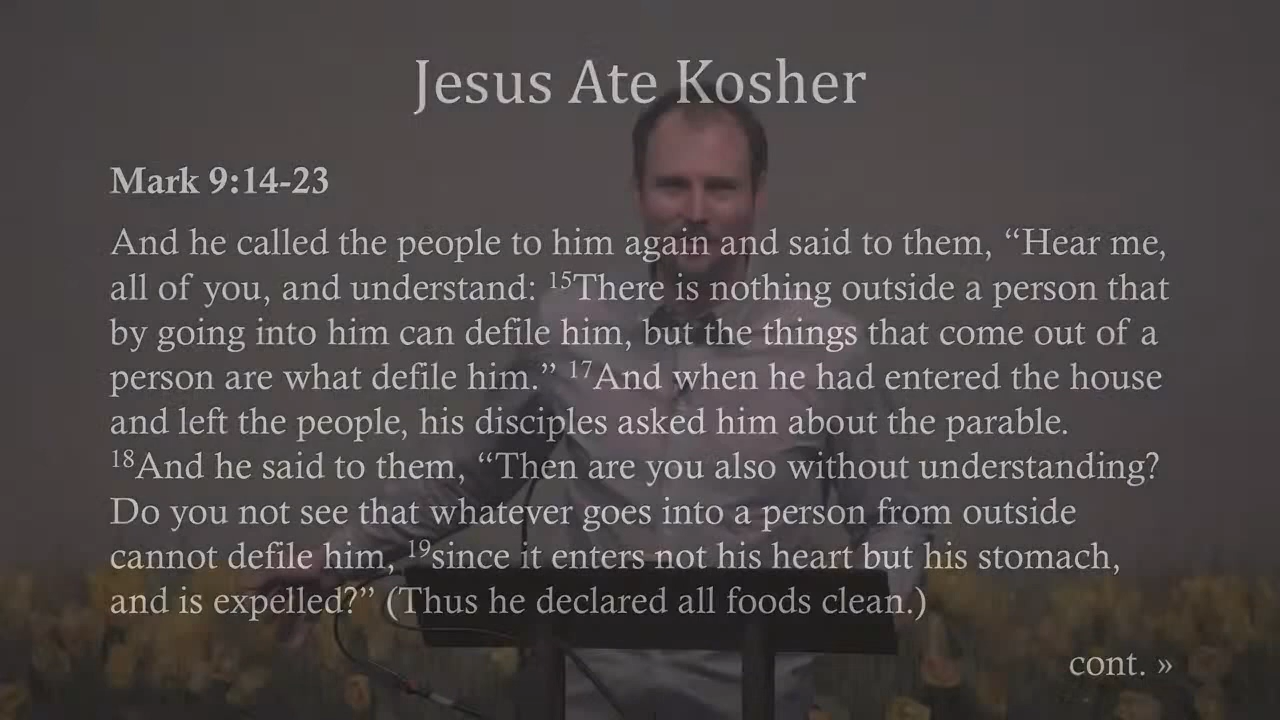 Jesus Ate Kosher
Mark 9:14-23
And he called the people to him again and said to them, “Hear me,
all of you, and understand: 15There is nothing outside a person that
by going into him can defile him, but the things that come out of a
person are what defile him.” 17And when he had entered the house
and left the people, his disciples asked him about the parable.
18And he said to them, “Then are you also without understanding?
Do you not see that whatever goes into a person from outside
cannot defile him, 19since it enters not his heart but his stomach,
and is expelled?” (Thus he declared all foods clean.)
cont. »